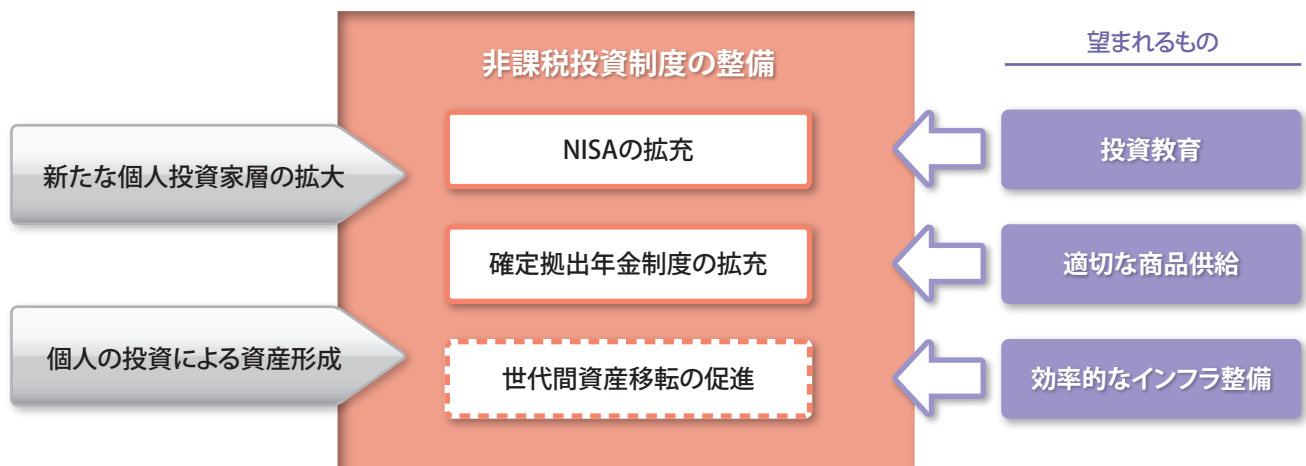 非課税投資制度の整備
望まれるもの
新たな個人投資家層の拡大
個人の投資による資産形成
NISAの拡充
確定拠出年金制度の拡充
世代間資産移転の促進
投資教育
適切な商品供給
効率的なインフラ整備